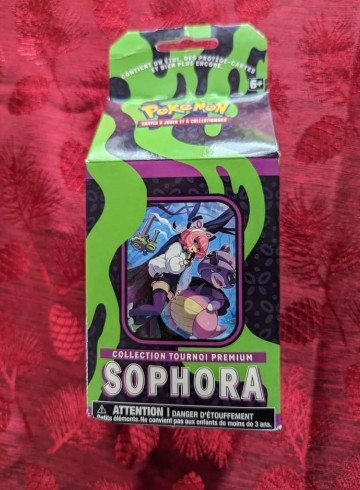 CONTIENT UN ÉTUI, DES PROTÈGE-CARTES
ET BIEN PLUS ENCORE
6+
POKÉMON
CARTES À JOUER ET À COLLECTIONNER
COLLECTION TOURNOI PREMIUM
SOPHORA
ATTENTION ! DANGER D'ÉTOUFFEMENT
Petits éléments. Ne convient pas aux enfants de moins de 3 ans.